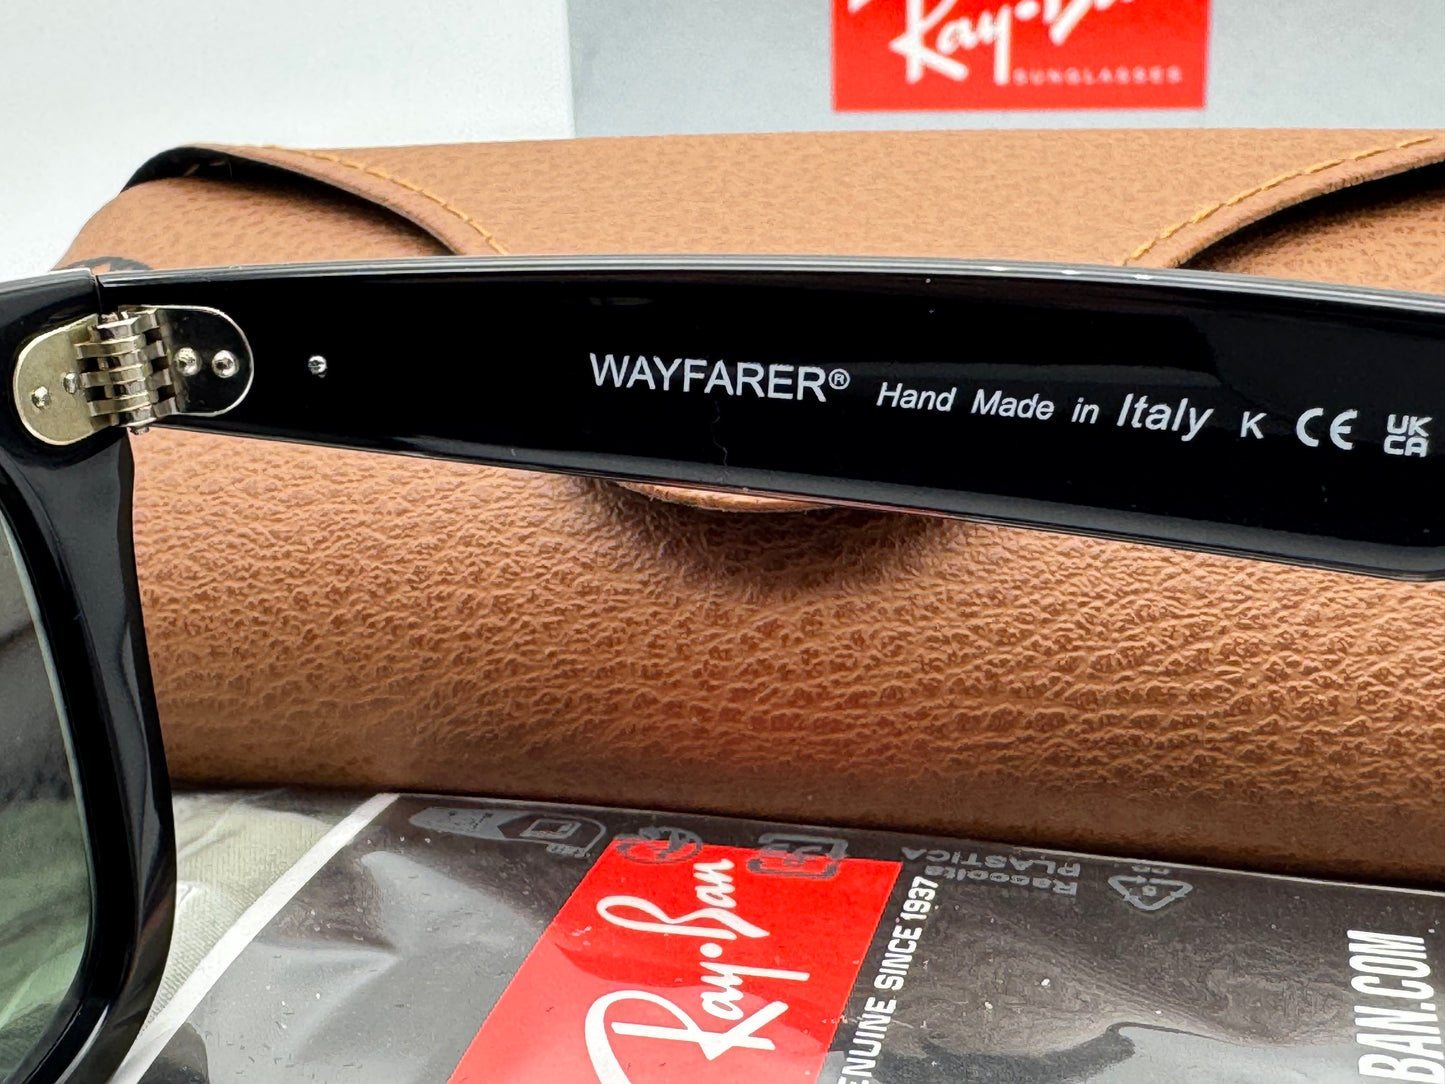 Ray·Ban
SUNGLASSES
WAYFARER® Hand Made in Italy K CE UK
CA
Raccolta
PLASTICA
Ray·Ban
GENUINE SINCE 1937
BAN.COM